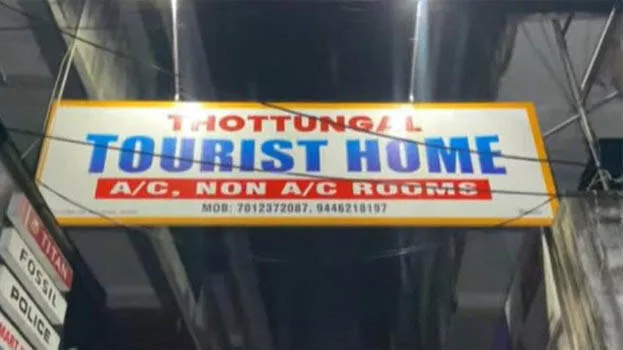 THOTTUNGAL
TOURIST HOME
A/C, NON A/C ROOMS
MOB: 7012372087, 9446218197
TITAN
FOSSIL
POLICE